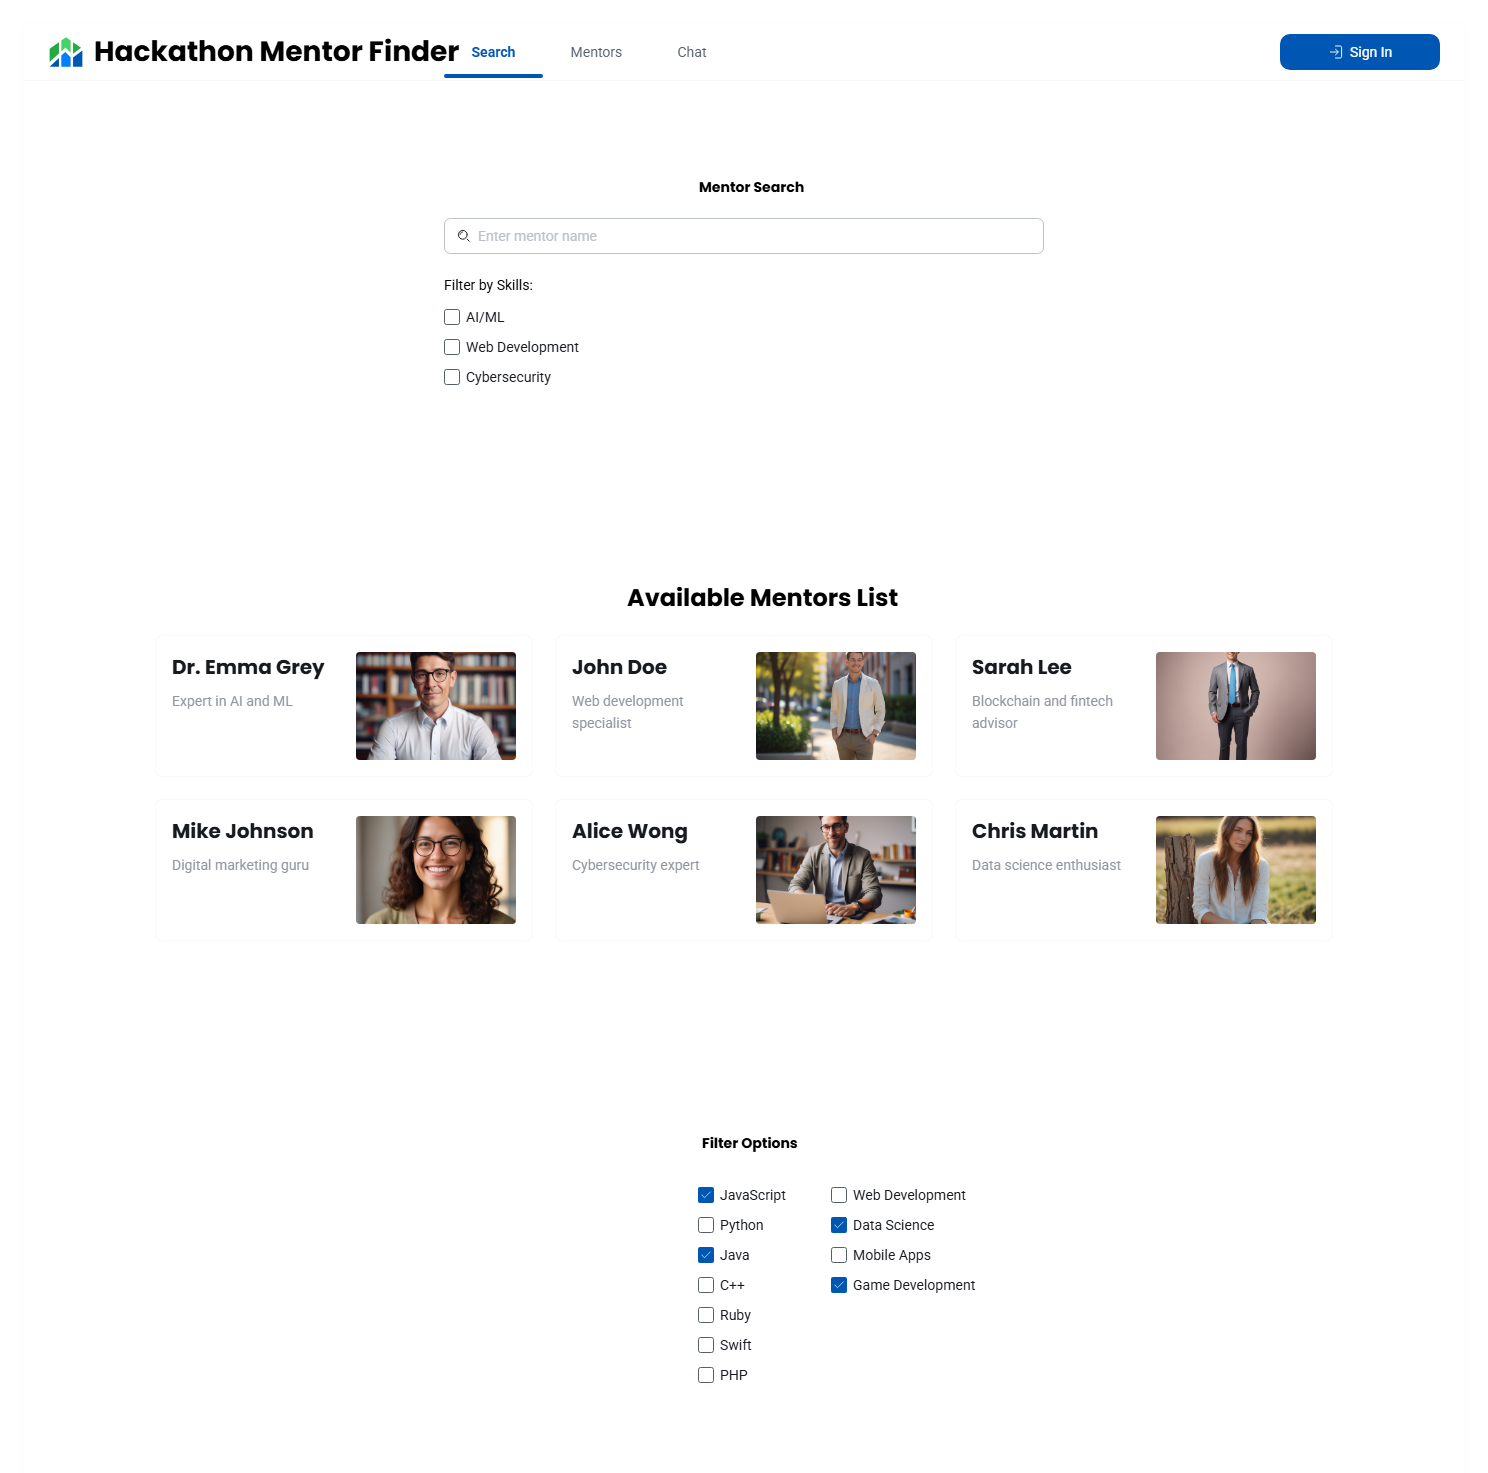 Hackathon Mentor Finder
Search
Mentors
Chat
Sign In
Mentor Search
Enter mentor name
Filter by Skills:
AI/ML
Web Development
Cybersecurity
Available Mentors List
Dr. Emma Grey
Expert in AI and ML
John Doe
Web development
specialist
Sarah Lee
Blockchain and fintech
advisor
Mike Johnson
Digital marketing guru
Alice Wong
Cybersecurity expert
Chris Martin
Data science enthusiast
Filter Options
JavaScript
Python
Java
C++
Ruby
Swift
PHP
Web Development
Data Science
Mobile Apps
Game Development